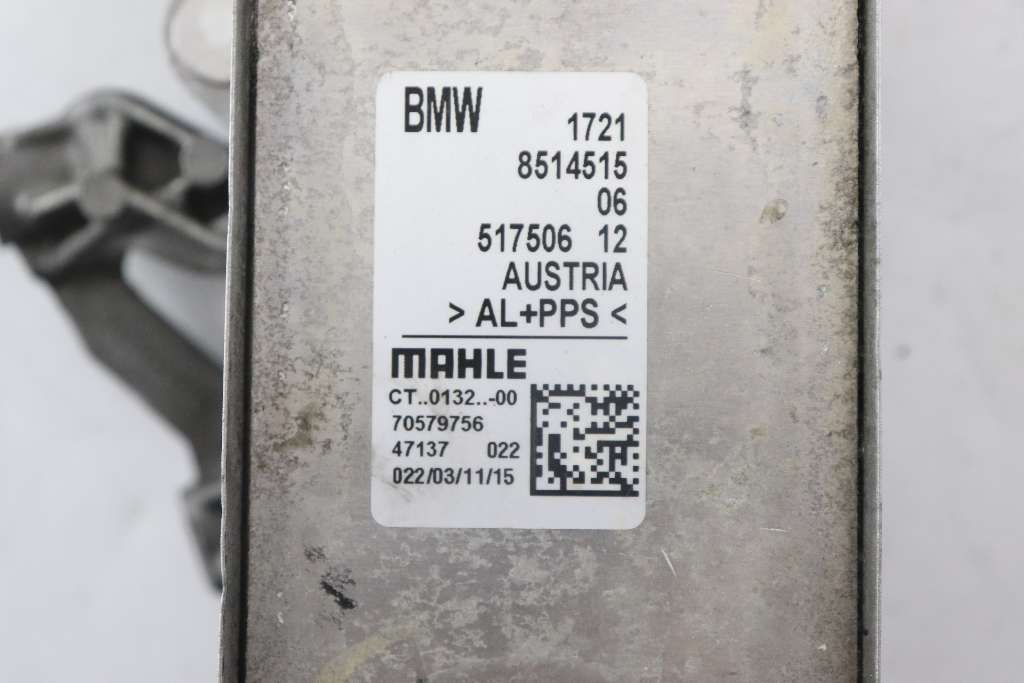 BMW 1721
8514515
06
517506 12
AUSTRIA
> AL+PPS <
MAHLE
CT..0132..-00
70579756
47137 022
022/03/11/15